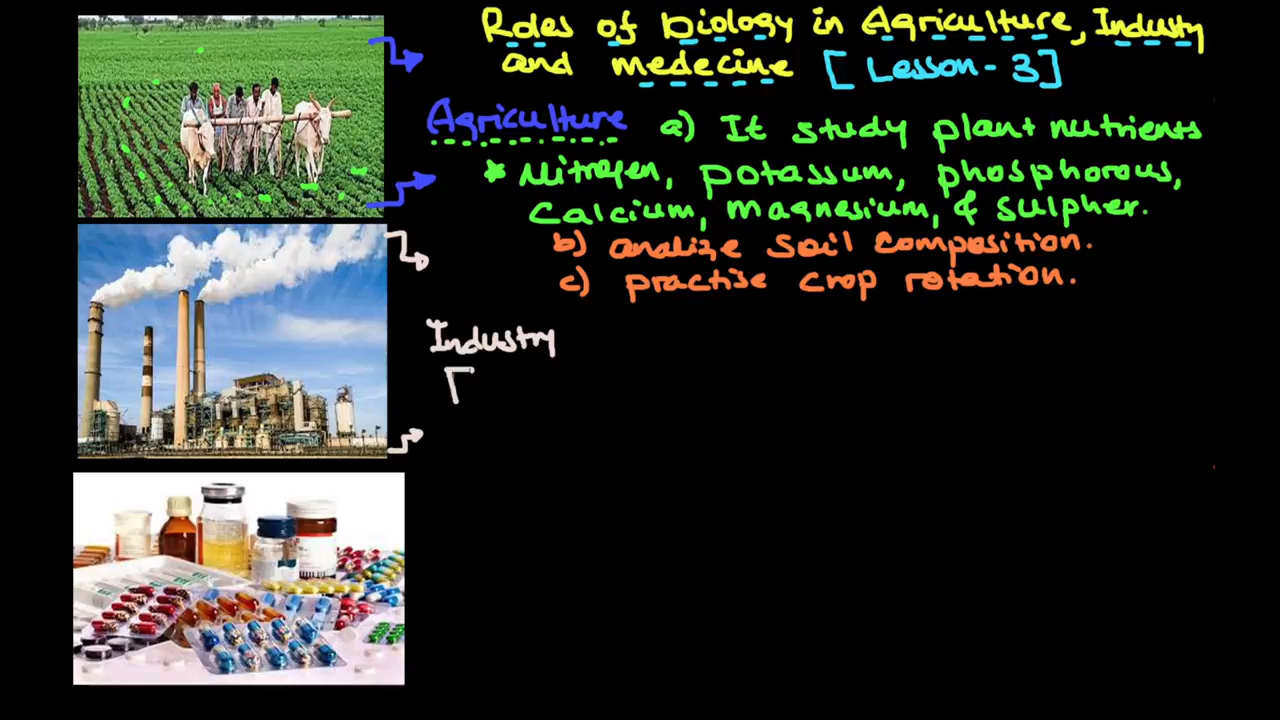 Roles of biology in Agriculture, Industry
and medecine [Lesson-3]
Agriculture a) It study plant nutrients
* Nitrogen, potassum, phosphorous,
Calcium, Magnesium, & Sulpher.
b) analize soil composition.
c) practise crop rotation.
Industry